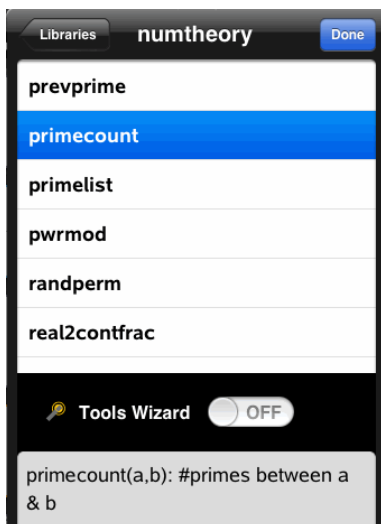 Libraries numtheory Done
prevprime
primecount
primelist
pwrmod
randperm
real2contfrac
Tools Wizard OFF
primecount(a,b): #primes between a
& b